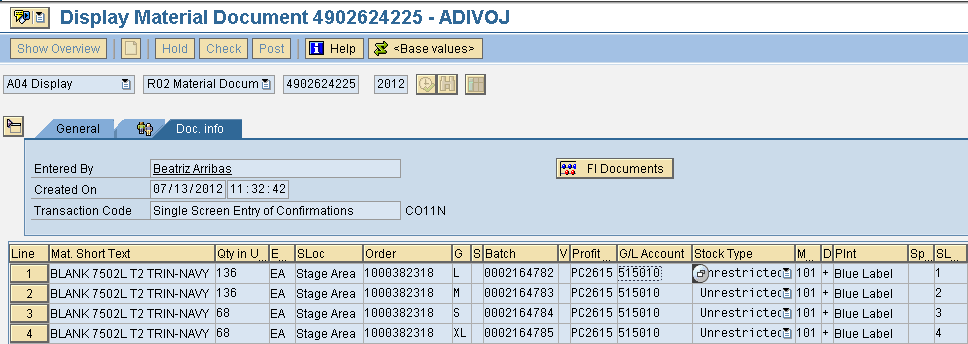 Display Material Document 4902624225 - ADIVOJ
Show Overview Hold Check Post Help <Base values>
A04 Display R02 Material Docum 4902624225 2012
General Doc. info
Entered By Beatriz Arribas FI Documents
Created On 07/13/2012 11:32:42
Transaction Code Single Screen Entry of Confirmations CO11N
Line Mat. Short Text Qty in U... E... SLoc Order G S Batch V Profit... G/L Account Stock Type M... D Plnt Sp... SL...
1 BLANK 7502L T2 TRIN-NAVY 136 EA Stage Area 1000382318 L 0002164782 PC2615 515010 nrestricted 101 + Blue Label 1
2 BLANK 7502L T2 TRIN-NAVY 136 EA Stage Area 1000382318 M 0002164783 PC2615 515010 Unrestricted 101 + Blue Label 2
3 BLANK 7502L T2 TRIN-NAVY 68 EA Stage Area 1000382318 S 0002164784 PC2615 515010 Unrestricted 101 + Blue Label 3
4 BLANK 7502L T2 TRIN-NAVY 68 EA Stage Area 1000382318 XL 0002164785 PC2615 515010 Unrestricted 101 + Blue Label 4